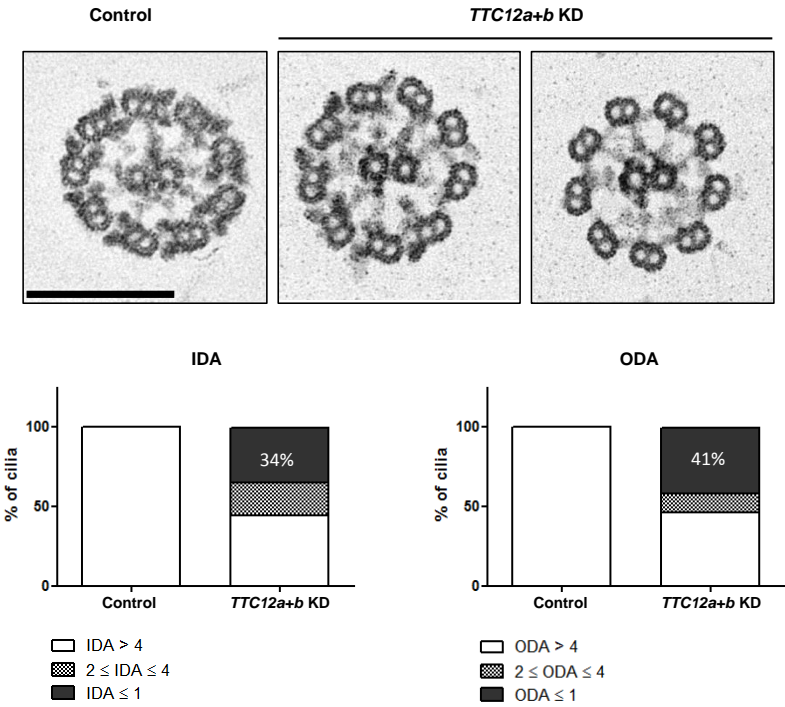 Control
TTC12a+b KD
IDA
% of cilia
100
50
0
34%
Control
TTC12a+b KD
IDA > 4
2 ≤ IDA ≤ 4
IDA ≤ 1
ODA
% of cilia
100
50
0
41%
Control
TTC12a+b KD
ODA > 4
2 ≤ ODA ≤ 4
ODA ≤ 1